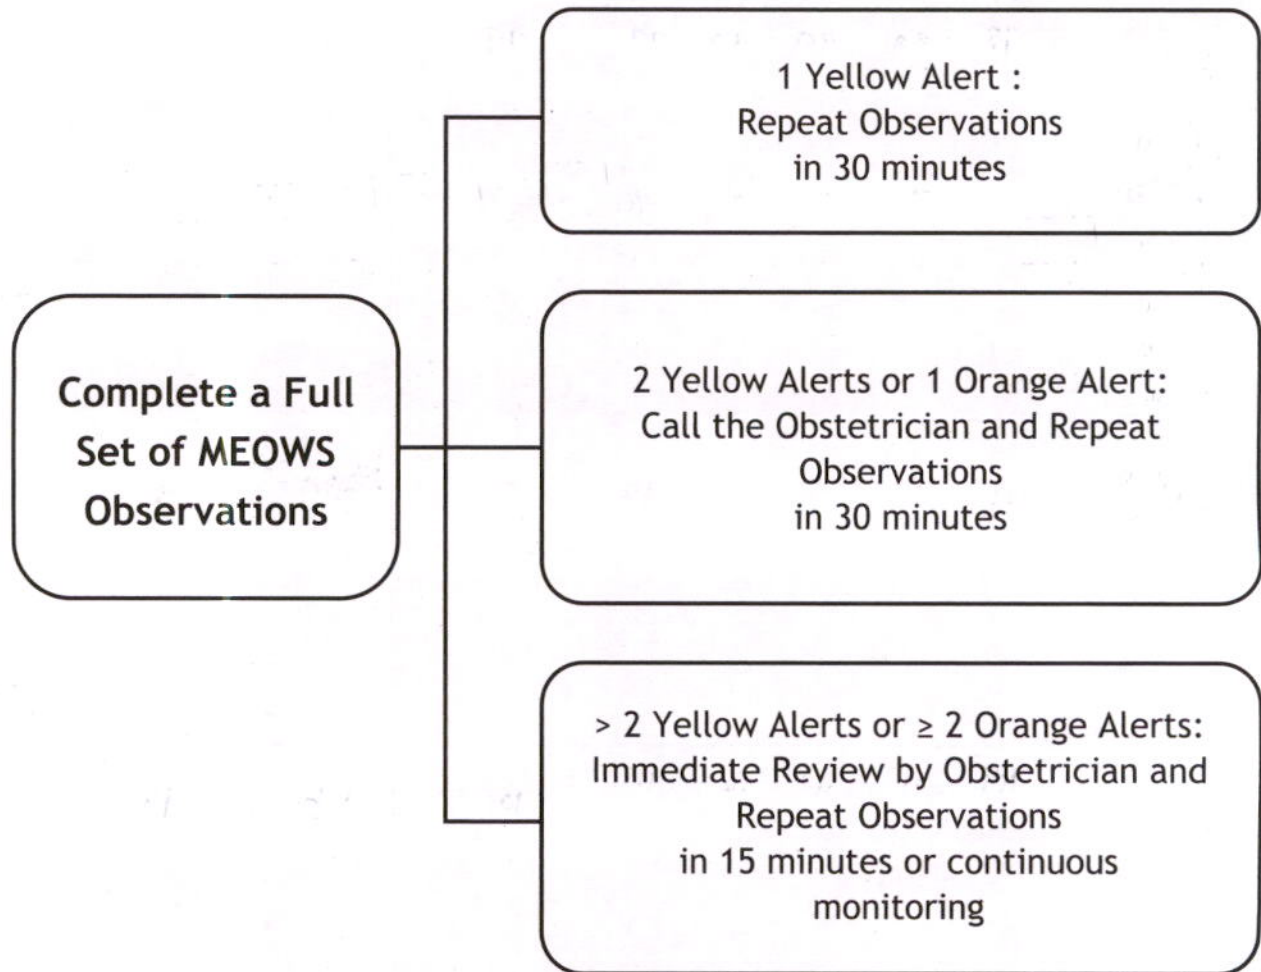 1 Yellow Alert :
Repeat Observations
in 30 minutes
Complete a Full
Set of MEOWS
Observations
2 Yellow Alerts or 1 Orange Alert:
Call the Obstetrician and Repeat
Observations
in 30 minutes
> 2 Yellow Alerts or ≥ 2 Orange Alerts:
Immediate Review by Obstetrician and
Repeat Observations
in 15 minutes or continuous
monitoring